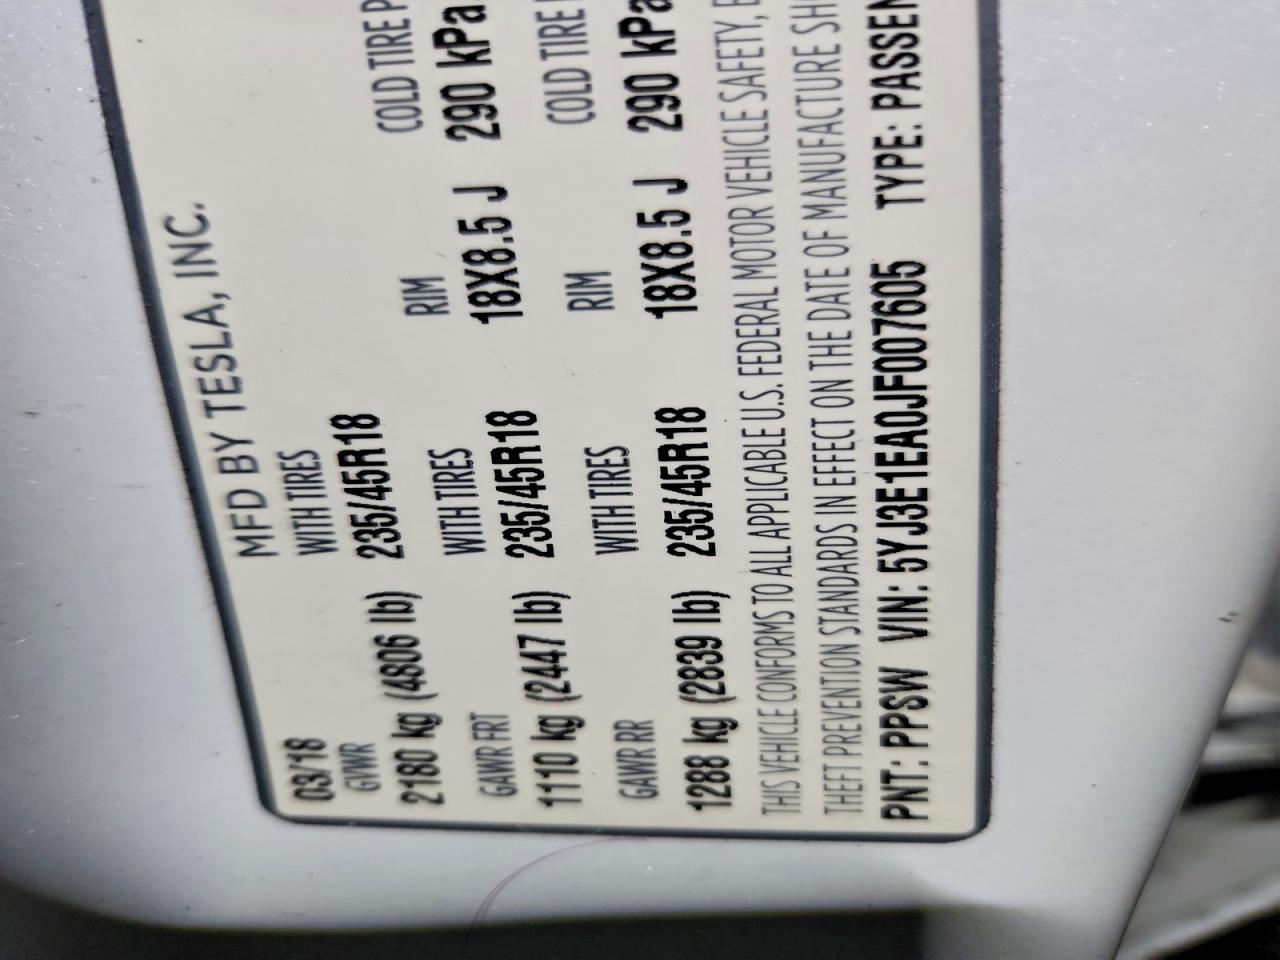 MFD BY TESLA, INC.
03/18
GVWR WITH TIRES RIM COLD TIRE P
2180 kg (4806 lb) 235/45R18 18X8.5 J 290 kPa
GAWR FRT WITH TIRES RIM COLD TIRE
1110 kg (2447 lb) 235/45R18 18X8.5 J 290 kPa
GAWR RR WITH TIRES
1288 kg (2839 lb) 235/45R18
THIS VEHICLE CONFORMS TO ALL APPLICABLE U.S. FEDERAL MOTOR VEHICLE SAFETY,
THEFT PREVENTION STANDARDS IN EFFECT ON THE DATE OF MANUFACTURE SH
PNT: PPSW VIN: 5YJ3E1EA0JF007605 TYPE: PASSEN